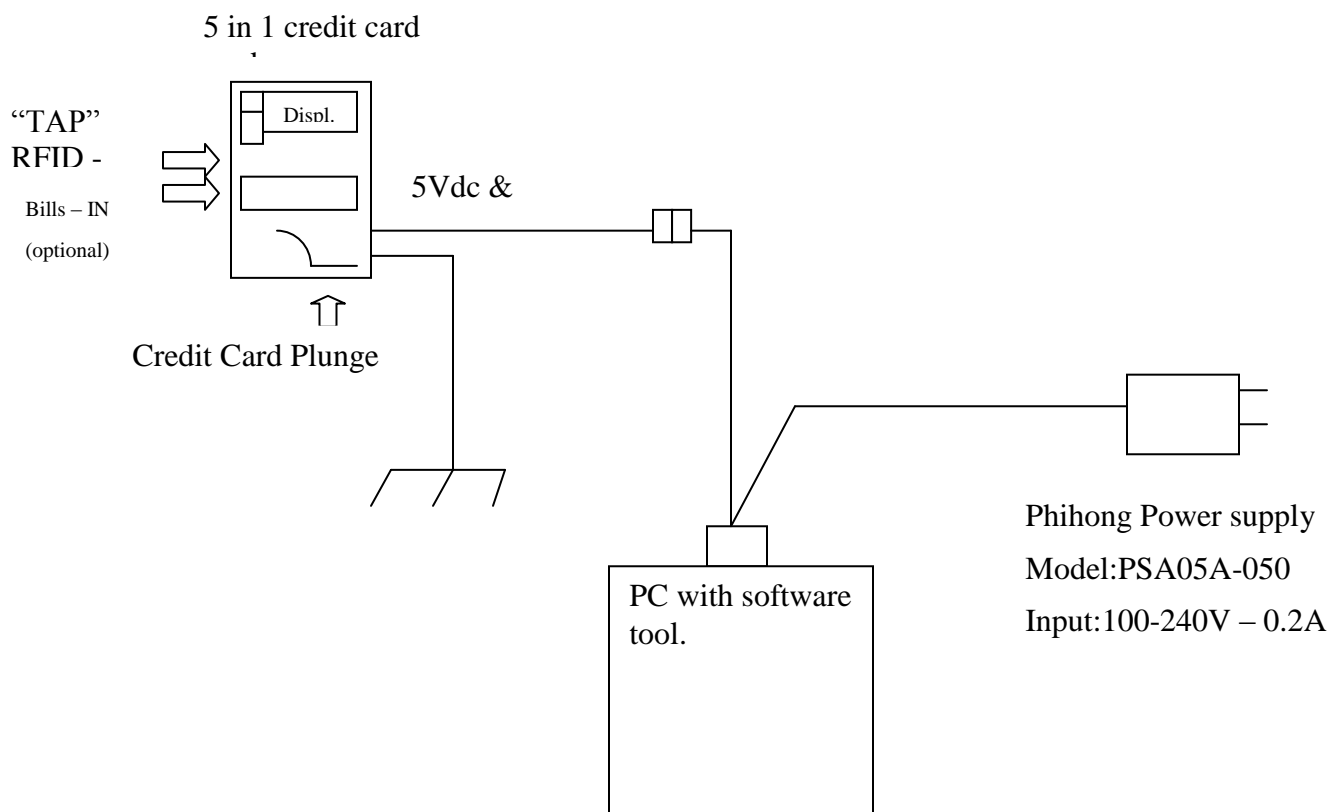 5 in 1 credit card
Displ.
“TAP”
RFID -
Bills – IN
(optional)
5Vdc &
Credit Card Plunge
PC with software
tool.
Phihong Power supply
Model:PSA05A-050
Input:100-240V – 0.2A